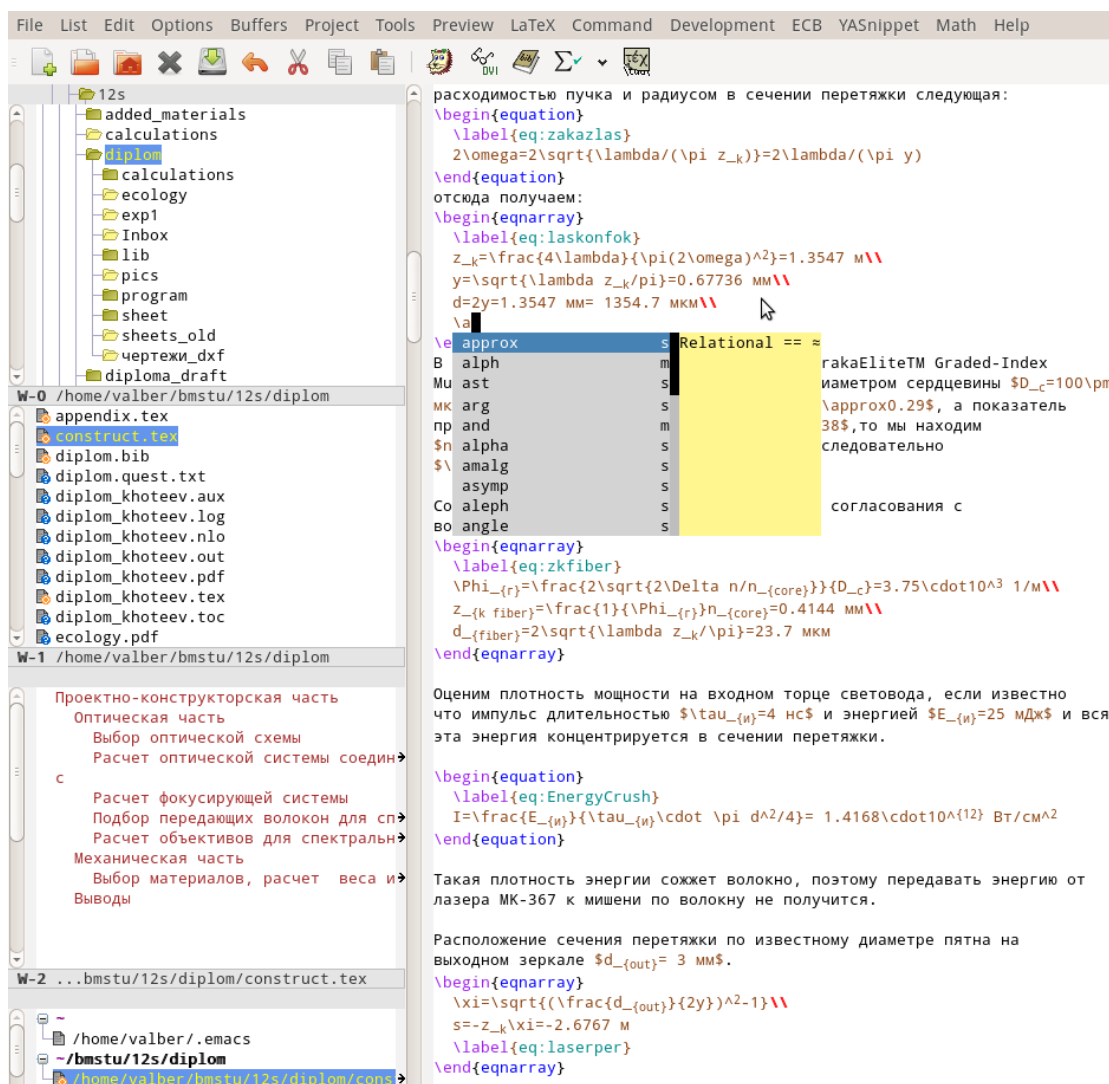 File List Edit Options Buffers Project Tools Preview LaTeX Command Development ECB YASnippet Math Help
12s
added_materials
calculations
diplom
calculations
ecology
exp1
Inbox
lib
pics
program
sheet
sheets_old
чертежи_dxf
diploma_draft
W-0 /home/valber/bmstu/12s/diplom
appendix.tex
construct.tex
diplom.bib
diplom.quest.txt
diplom_khoteev.aux
diplom_khoteev.log
diplom_khoteev.nlo
diplom_khoteev.out
diplom_khoteev.pdf
diplom_khoteev.tex
diplom_khoteev.toc
ecology.pdf
W-1 /home/valber/bmstu/12s/diplom
Проектно-конструкторская часть
Оптическая часть
Выбор оптической схемы
Расчет оптической системы соедин
с
Расчет фокусирующей системы
Подбор передающих волокон для сп
Расчет объективов для спектральн
Механическая часть
Выбор материалов, расчет веса и
Выводы
W-2 ...bmstu/12s/diplom/construct.tex
~
/home/valber/.emacs
~/bmstu/12s/diplom
/home/valber/bmstu/12s/diplom/cons
расходимостью пучка и радиусом в сечении перетяжки следующая:
\begin{equation}
\label{eq:zakazlas}
2\omega=2\sqrt{\lambda/(\pi z_k)}=2\lambda/(\pi y)
\end{equation}
отсюда получаем:
\begin{eqnarray}
\label{eq:laskonfok}
z_k=\frac{4\lambda}{\pi(2\omega)^2}=1.3547 м\\
y=\sqrt{\lambda z_k/pi}=0.67736 мм\\
d=2y=1.3547 мм= 1354.7 мкм\\
\a
\e approx s Relational == ≈
В alph m rakaEliteTM Graded-Index
Mu ast s иаметром сердцевины $D_c=100\pm
мк arg s \approx0.29$, а показатель
пр and m 38$,то мы находим
$n alpha s следовательно
$\ amalg s
asymp s
Со aleph s согласования с
во angle s
\begin{eqnarray}
\label{eq:zkfiber}
\Phi_{r}=\frac{2\sqrt{2\Delta n/n_{core}}}{D_c}=3.75\cdot10^3 1/м\\
z_{k fiber}=\frac{1}{\Phi_{r}}n_{core}=0.4144 мм\\
d_{fiber}=2\sqrt{\lambda z_k/\pi}=23.7 мкм
\end{eqnarray}
Оценим плотность мощности на входном торце световода, если известно
что импульс длительностью $\tau_{и}=4 нс$ и энергией $E_{и}=25 мДж$ и вся
эта энергия концентрируется в сечении перетяжки.
\begin{equation}
\label{eq:EnergyCrush}
I=\frac{E_{и}}{\tau_{и}\cdot \pi d^2/4}= 1.4168\cdot10^{12} Вт/см^2
\end{equation}
Такая плотность энергии сожжет волокно, поэтому передавать энергию от
лазера МК-367 к мишени по волокну не получится.
Расположение сечения перетяжки по известному диаметре пятна на
выходном зеркале $d_{out}= 3 мм$.
\begin{eqnarray}
\xi=\sqrt{(\frac{d_{out}}{2y})^2-1}\\
s=-z_k\xi=-2.6767 м
\label{eq:laserper}
\end{eqnarray}